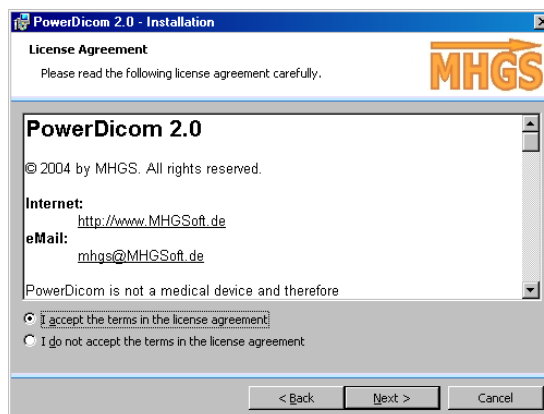 PowerDicom 2.0 - Installation
License Agreement
Please read the following license agreement carefully.
MHGS
PowerDicom 2.0
© 2004 by MHGS. All rights reserved.
Internet:
http://www.MHGSoft.de
eMail:
mhgs@MHGSoft.de
PowerDicom is not a medical device and therefore
I accept the terms in the license agreement
I do not accept the terms in the license agreement
< Back
Next >
Cancel